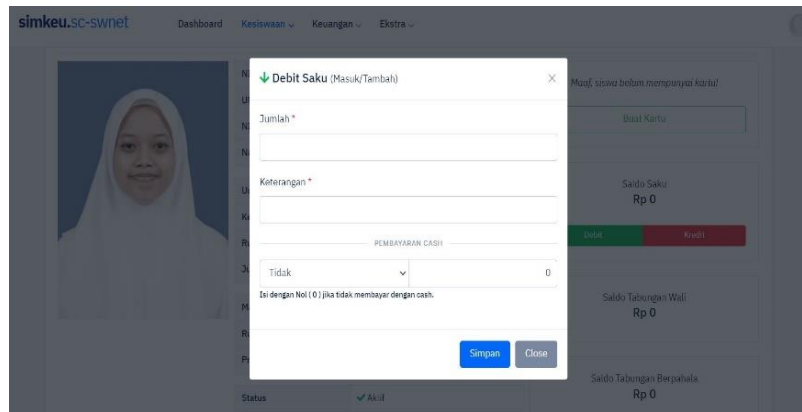 simkeu.sc-swnet
Dashboard Kesiswaan Keuangan Ekstra
Debit Saku (Masuk/Tambah)
Jumlah *
Keterangan *
PEMBAYARAN CASH
Tidak 0
Isi dengan Nol ( 0 ) jika tidak membayar dengan cash.
Simpan Close
Maaf, siswa belum mempunyai kartu!
Buat Kartu
Saldo Saku
Rp 0
Debit Kredit
Saldo Tabungan Wali
Rp 0
Saldo Tabungan Berpahala
Rp 0
Status Aktif